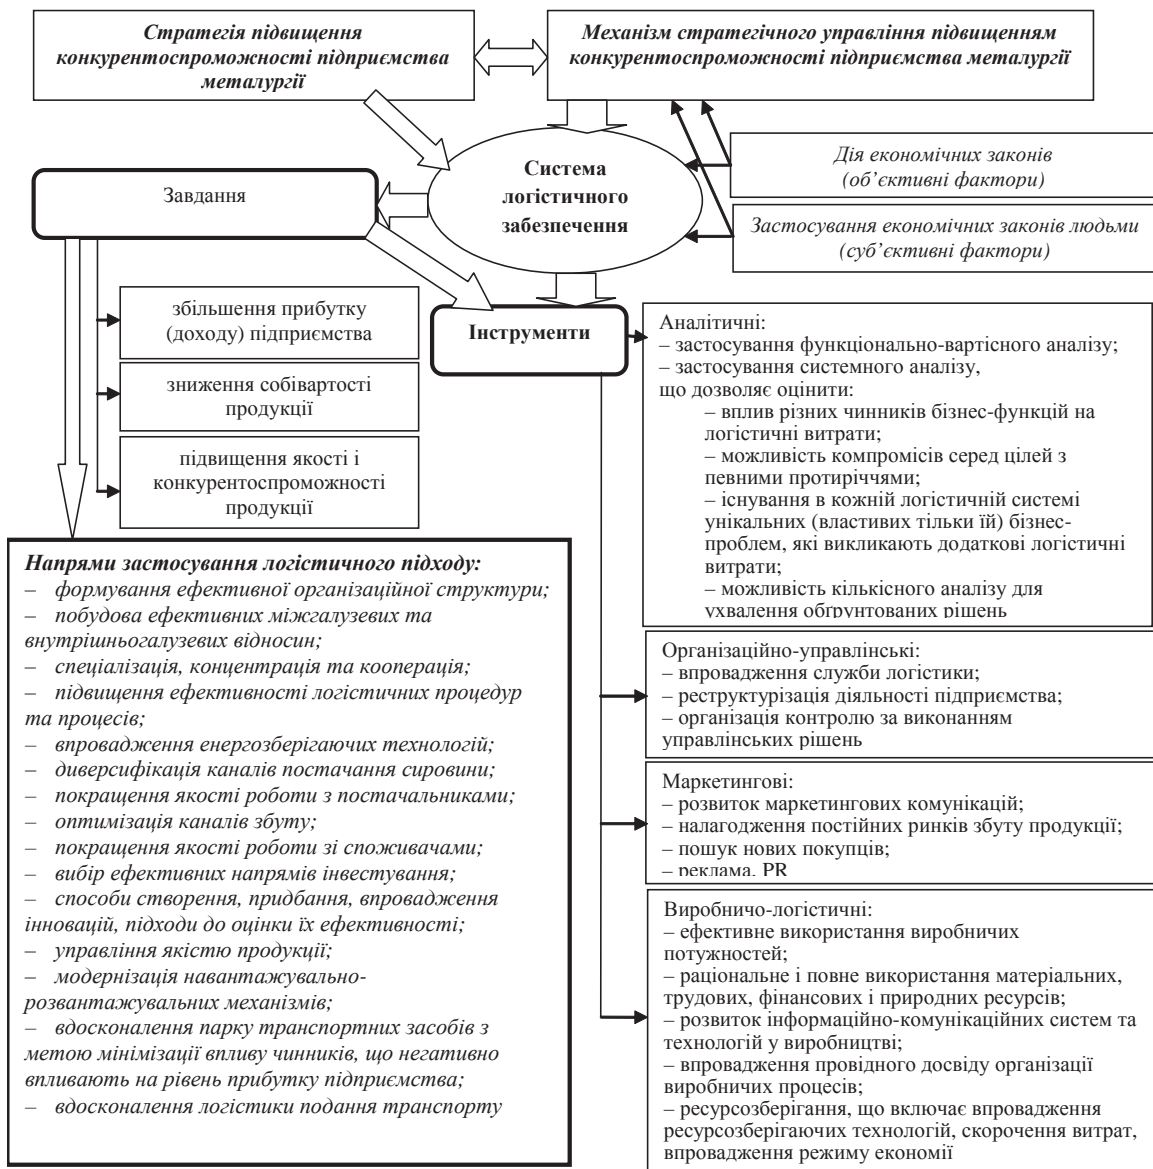 Стратегія підвищення
конкурентоспроможності підприємства
металургії
Механізм стратегічного управління підвищенням
конкурентоспроможності підприємства металургії
Система
логістичного
забезпечення
Дія економічних законів
(об’єктивні фактори)
Застосування економічних законів людьми
(суб’єктивні фактори)
Завдання
збільшення прибутку
(доходу) підприємства
зниження собівартості
продукції
підвищення якості і
конкурентоспроможності
продукції
Інструменти
Аналітичні:
– застосування функціонально-вартісного аналізу;
– застосування системного аналізу,
що дозволяє оцінити:
– вплив різних чинників бізнес-функцій на
логістичні витрати;
– можливість компромісів серед цілей з
певними протиріччями;
– існування в кожній логістичній системі
унікальних (властивих тільки їй) бізнес-
проблем, які викликають додаткові логістичні
витрати;
– можливість кількісного аналізу для
ухвалення обґрунтованих рішень
Організаційно-управлінські:
– впровадження служби логістики;
– реструктурізація діяльності підприємства;
– організація контролю за виконанням
управлінських рішень
Маркетингові:
– розвиток маркетингових комунікацій;
– налагодження постійних ринків збуту продукції;
– пошук нових покупців;
– реклама, PR
Виробничо-логістичні:
– ефективне використання виробничих
потужностей;
– раціональне і повне використання матеріальних,
трудових, фінансових і природних ресурсів;
– розвиток інформаційно-комунікаційних систем та
технологій у виробництві;
– впровадження провідного досвіду організації
виробничих процесів;
– ресурсозберігання, що включає впровадження
ресурсозберігаючих технологій, скорочення витрат,
впровадження режиму економії
Напрями застосування логістичного підходу:
– формування ефективної організаційної структури;
– побудова ефективних міжгалузевих та
внутрішньогалузевих відносин;
– спеціалізація, концентрація та кооперація;
– підвищення ефективності логістичних процедур
та процесів;
– впровадження енергозберігаючих технологій;
– диверсифікація каналів постачання сировини;
– покращення якості роботи з постачальниками;
– оптимізація каналів збуту;
– покращення якості роботи зі споживачами;
– вибір ефективних напрямів інвестування;
– способи створення, придбання, впровадження
інновацій, підходи до оцінки їх ефективності;
– управління якістю продукції;
– модернізація навантажувально-
розвантажувальних механізмів;
– вдосконалення парку транспортних засобів з
метою мінімізації впливу чинників, що негативно
впливають на рівень прибутку підприємства;
– вдосконалення логістики подання транспорту